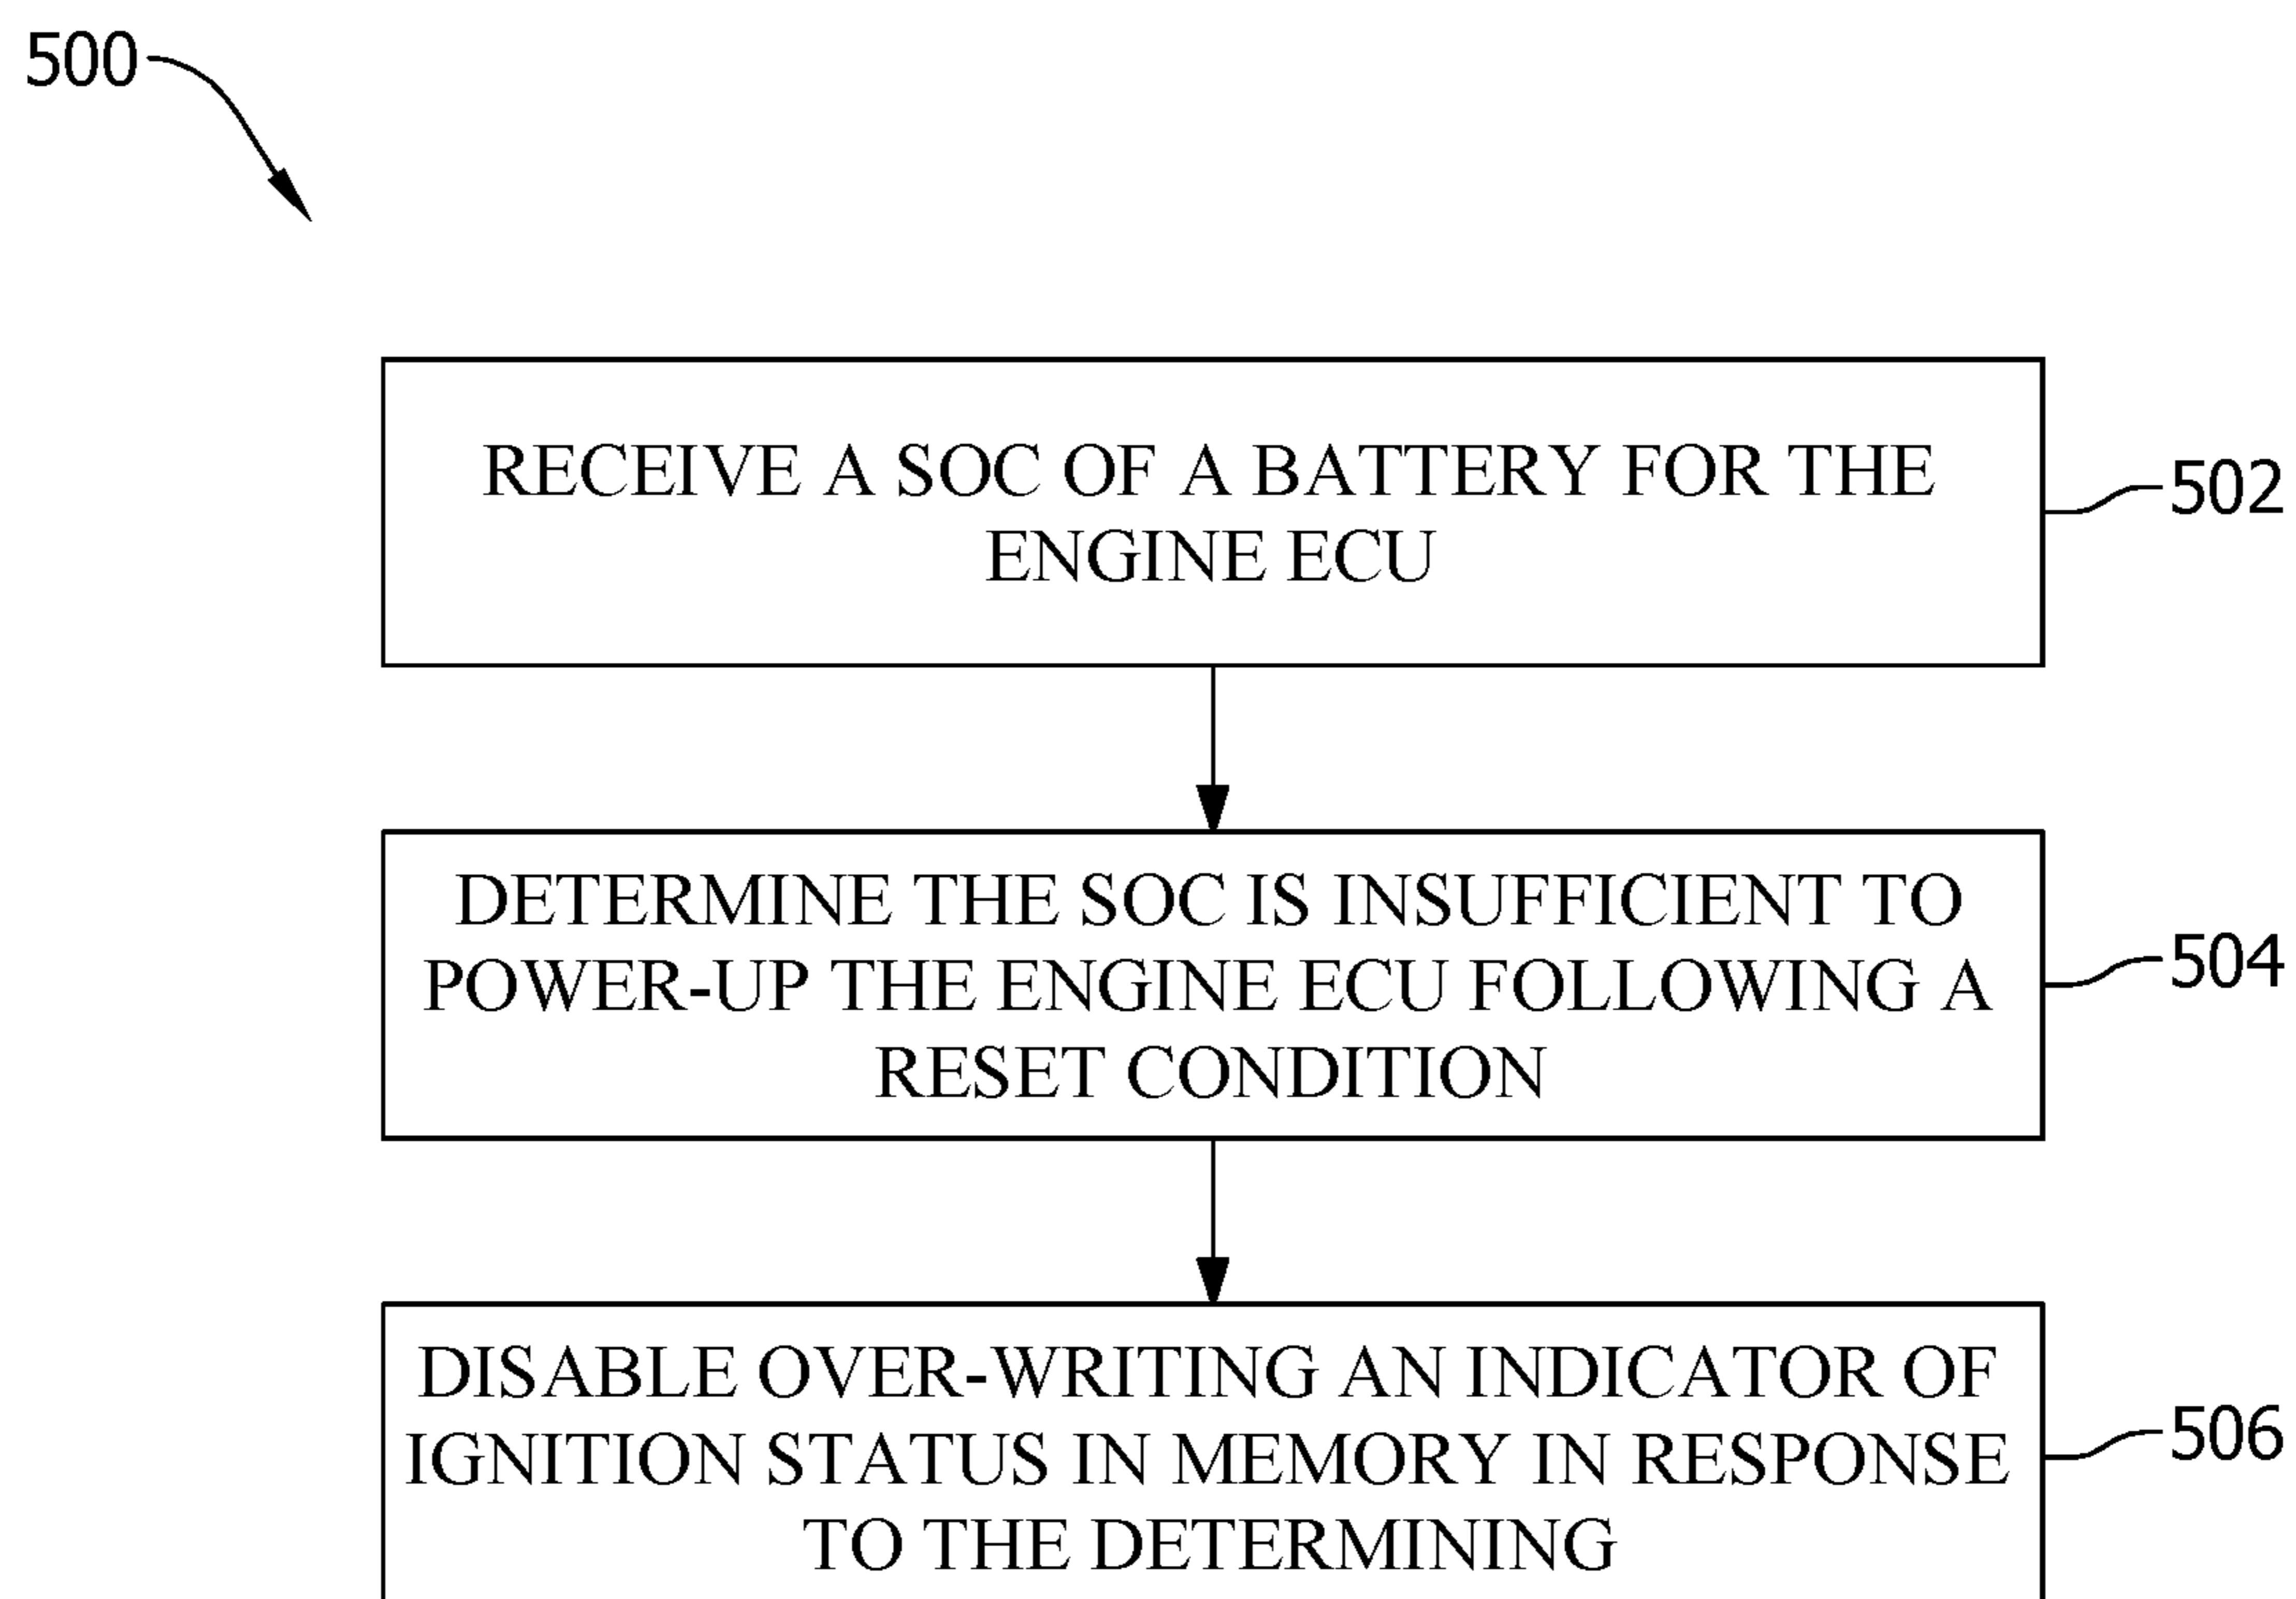 500
RECEIVE A SOC OF A BATTERY FOR THE
ENGINE ECU
502
DETERMINE THE SOC IS INSUFFICIENT TO
POWER-UP THE ENGINE ECU FOLLOWING A
RESET CONDITION
504
DISABLE OVER-WRITING AN INDICATOR OF
IGNITION STATUS IN MEMORY IN RESPONSE
TO THE DETERMINING
506